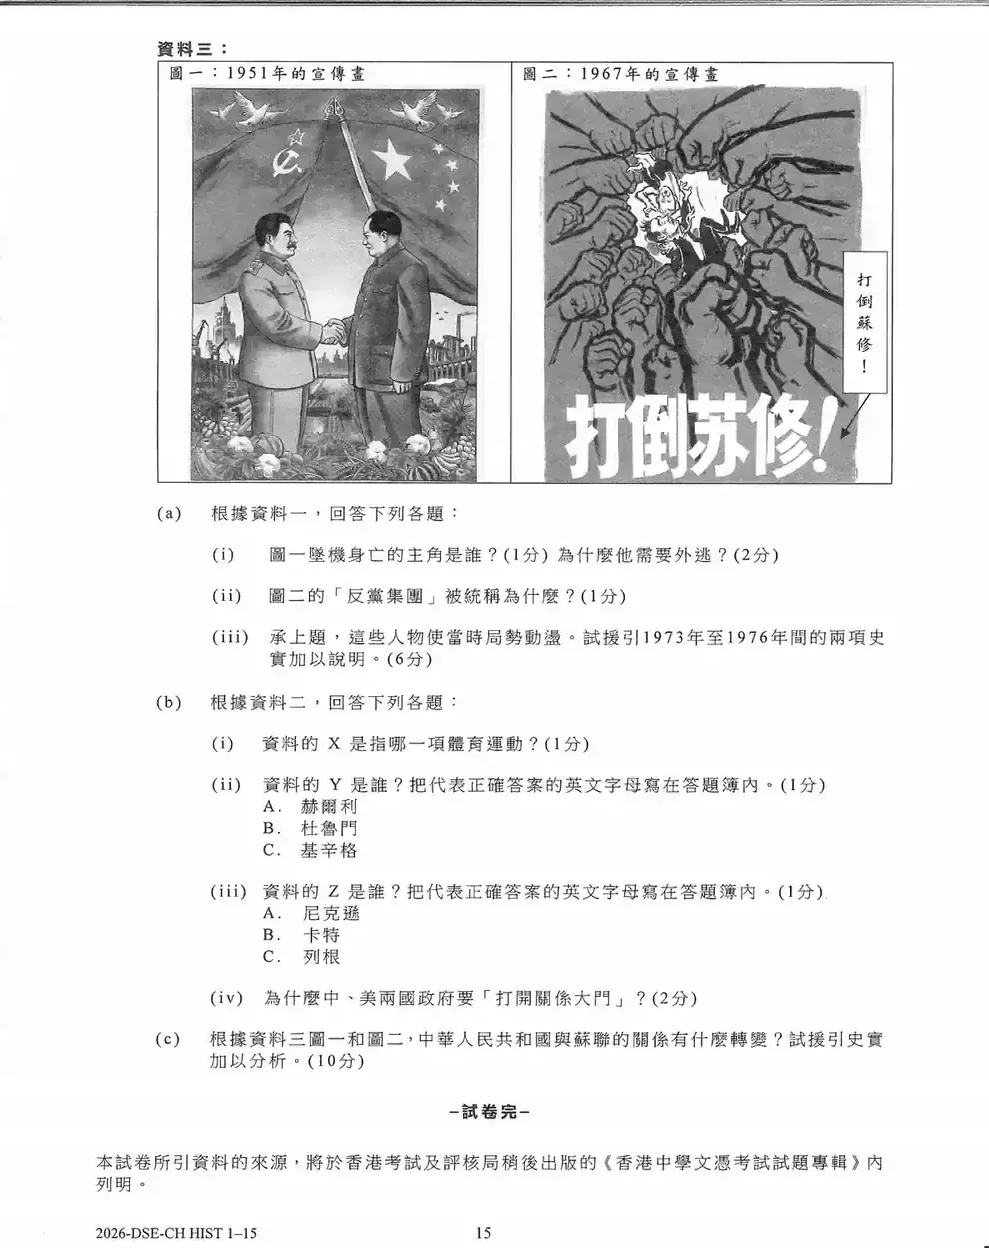 資料三：
圖一：1951年的宣傳畫
圖二：1967年的宣傳畫
打倒蘇修！
打倒苏修!
(a) 根據資料一，回答下列各題：
(i) 圖一墜機身亡的主角是誰？(1分) 為什麼他需要外逃？(2分)
(ii) 圖二的「反黨集團」被統稱為什麼？(1分)
(iii) 承上題，這些人物使當時局勢動盪。試援引1973年至1976年間的兩項史
實加以說明。(6分)
(b) 根據資料二，回答下列各題：
(i) 資料的 X 是指哪一項體育運動？(1分)
(ii) 資料的 Y 是誰？把代表正確答案的英文字母寫在答題簿內。(1分)
A. 赫爾利
B. 杜魯門
C. 基辛格
(iii) 資料的 Z 是誰？把代表正確答案的英文字母寫在答題簿內。(1分)
A. 尼克遜
B. 卡特
C. 列根
(iv) 為什麼中、美兩國政府要「打開關係大門」？(2分)
(c) 根據資料三圖一和圖二，中華人民共和國與蘇聯的關係有什麼轉變？試援引史實
加以分析。(10分)
–試卷完–
本試卷所引資料的來源，將於香港考試及評核局稍後出版的《香港中學文憑考試試題專輯》內
列明。
2026-DSE-CH HIST 1–15
15